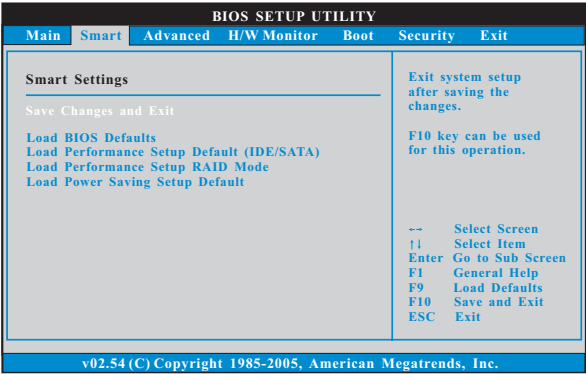 BIOS SETUP UTILITY
Main Smart Advanced H/W Monitor Boot Security Exit
Smart Settings
Save Changes and Exit
Load BIOS Defaults
Load Performance Setup Default (IDE/SATA)
Load Performance Setup RAID Mode
Load Power Saving Setup Default
Exit system setup
after saving the
changes.
F10 key can be used
for this operation.
←→ Select Screen
↑↓ Select Item
Enter Go to Sub Screen
F1 General Help
F9 Load Defaults
F10 Save and Exit
ESC Exit
v02.54 (C) Copyright 1985-2005, American Megatrends, Inc.